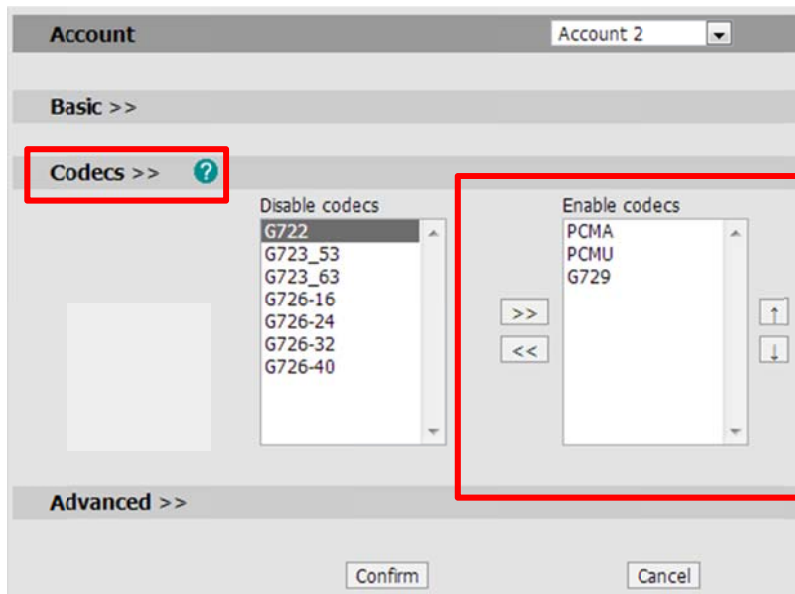 Account
Account 2
Basic >>
Codecs >> ?
Disable codecs
G722
G723_53
G723_63
G726-16
G726-24
G726-32
G726-40
>>
<<
Enable codecs
PCMA
PCMU
G729
↑
↓
Advanced >>
Confirm
Cancel